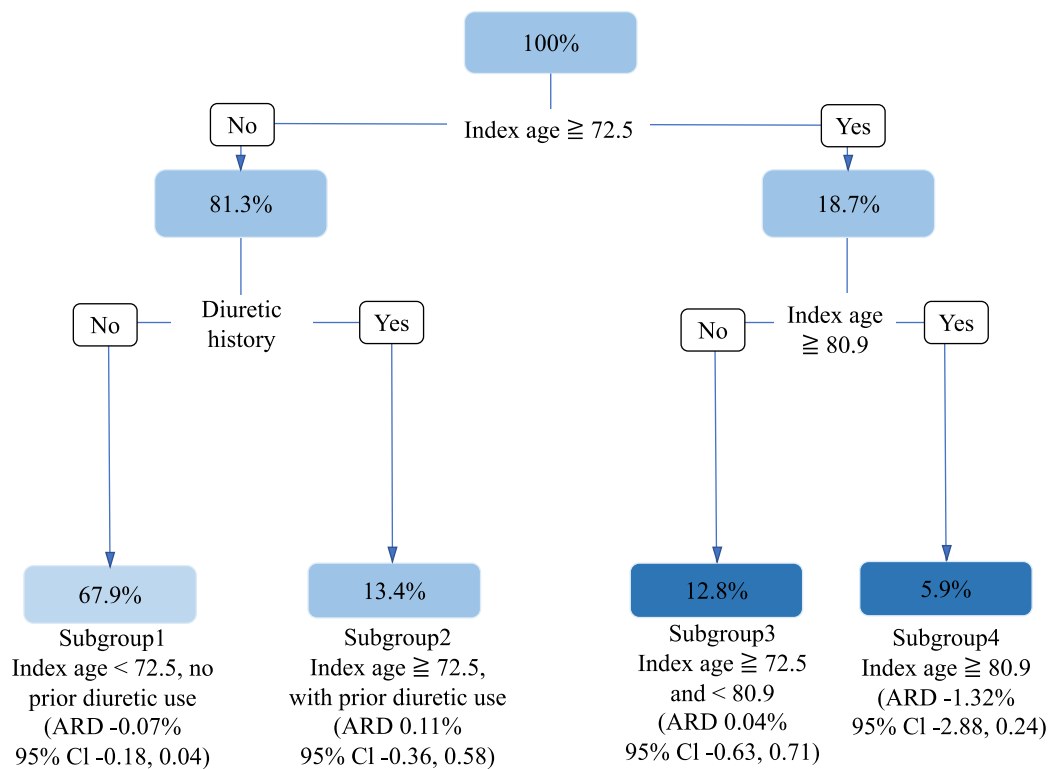 100%
No
Index age ≧ 72.5
Yes
81.3%
18.7%
No
Diuretic
history
Yes
No
Index age
≧ 80.9
Yes
67.9%
Subgroup1
Index age < 72.5, no
prior diuretic use
(ARD -0.07%
95% Cl -0.18, 0.04)
13.4%
Subgroup2
Index age ≧ 72.5,
with prior diuretic use
(ARD 0.11%
95% Cl -0.36, 0.58)
12.8%
Subgroup3
Index age ≧ 72.5
and < 80.9
(ARD 0.04%
95% Cl -0.63, 0.71)
5.9%
Subgroup4
Index age ≧ 80.9
(ARD -1.32%
95% Cl -2.88, 0.24)